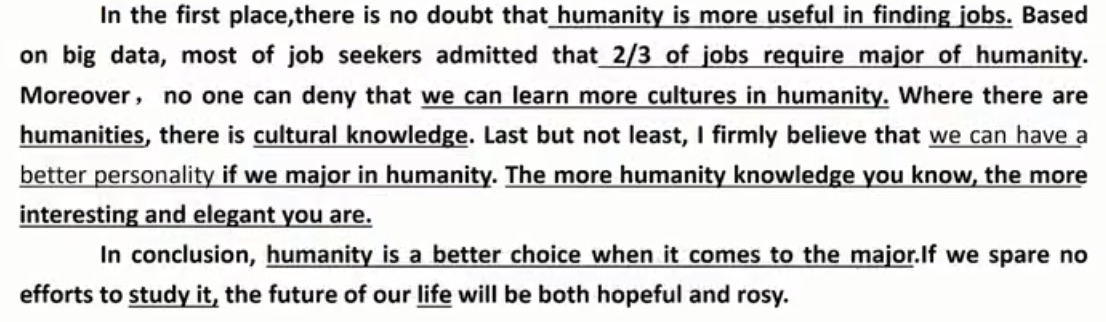 In the first place,there is no doubt that humanity is more useful in finding jobs. Based
on big data, most of job seekers admitted that 2/3 of jobs require major of humanity.
Moreover， no one can deny that we can learn more cultures in humanity. Where there are
humanities, there is cultural knowledge. Last but not least, I firmly believe that we can have a
better personality if we major in humanity. The more humanity knowledge you know, the more
interesting and elegant you are.
In conclusion, humanity is a better choice when it comes to the major.If we spare no
efforts to study it, the future of our life will be both hopeful and rosy.